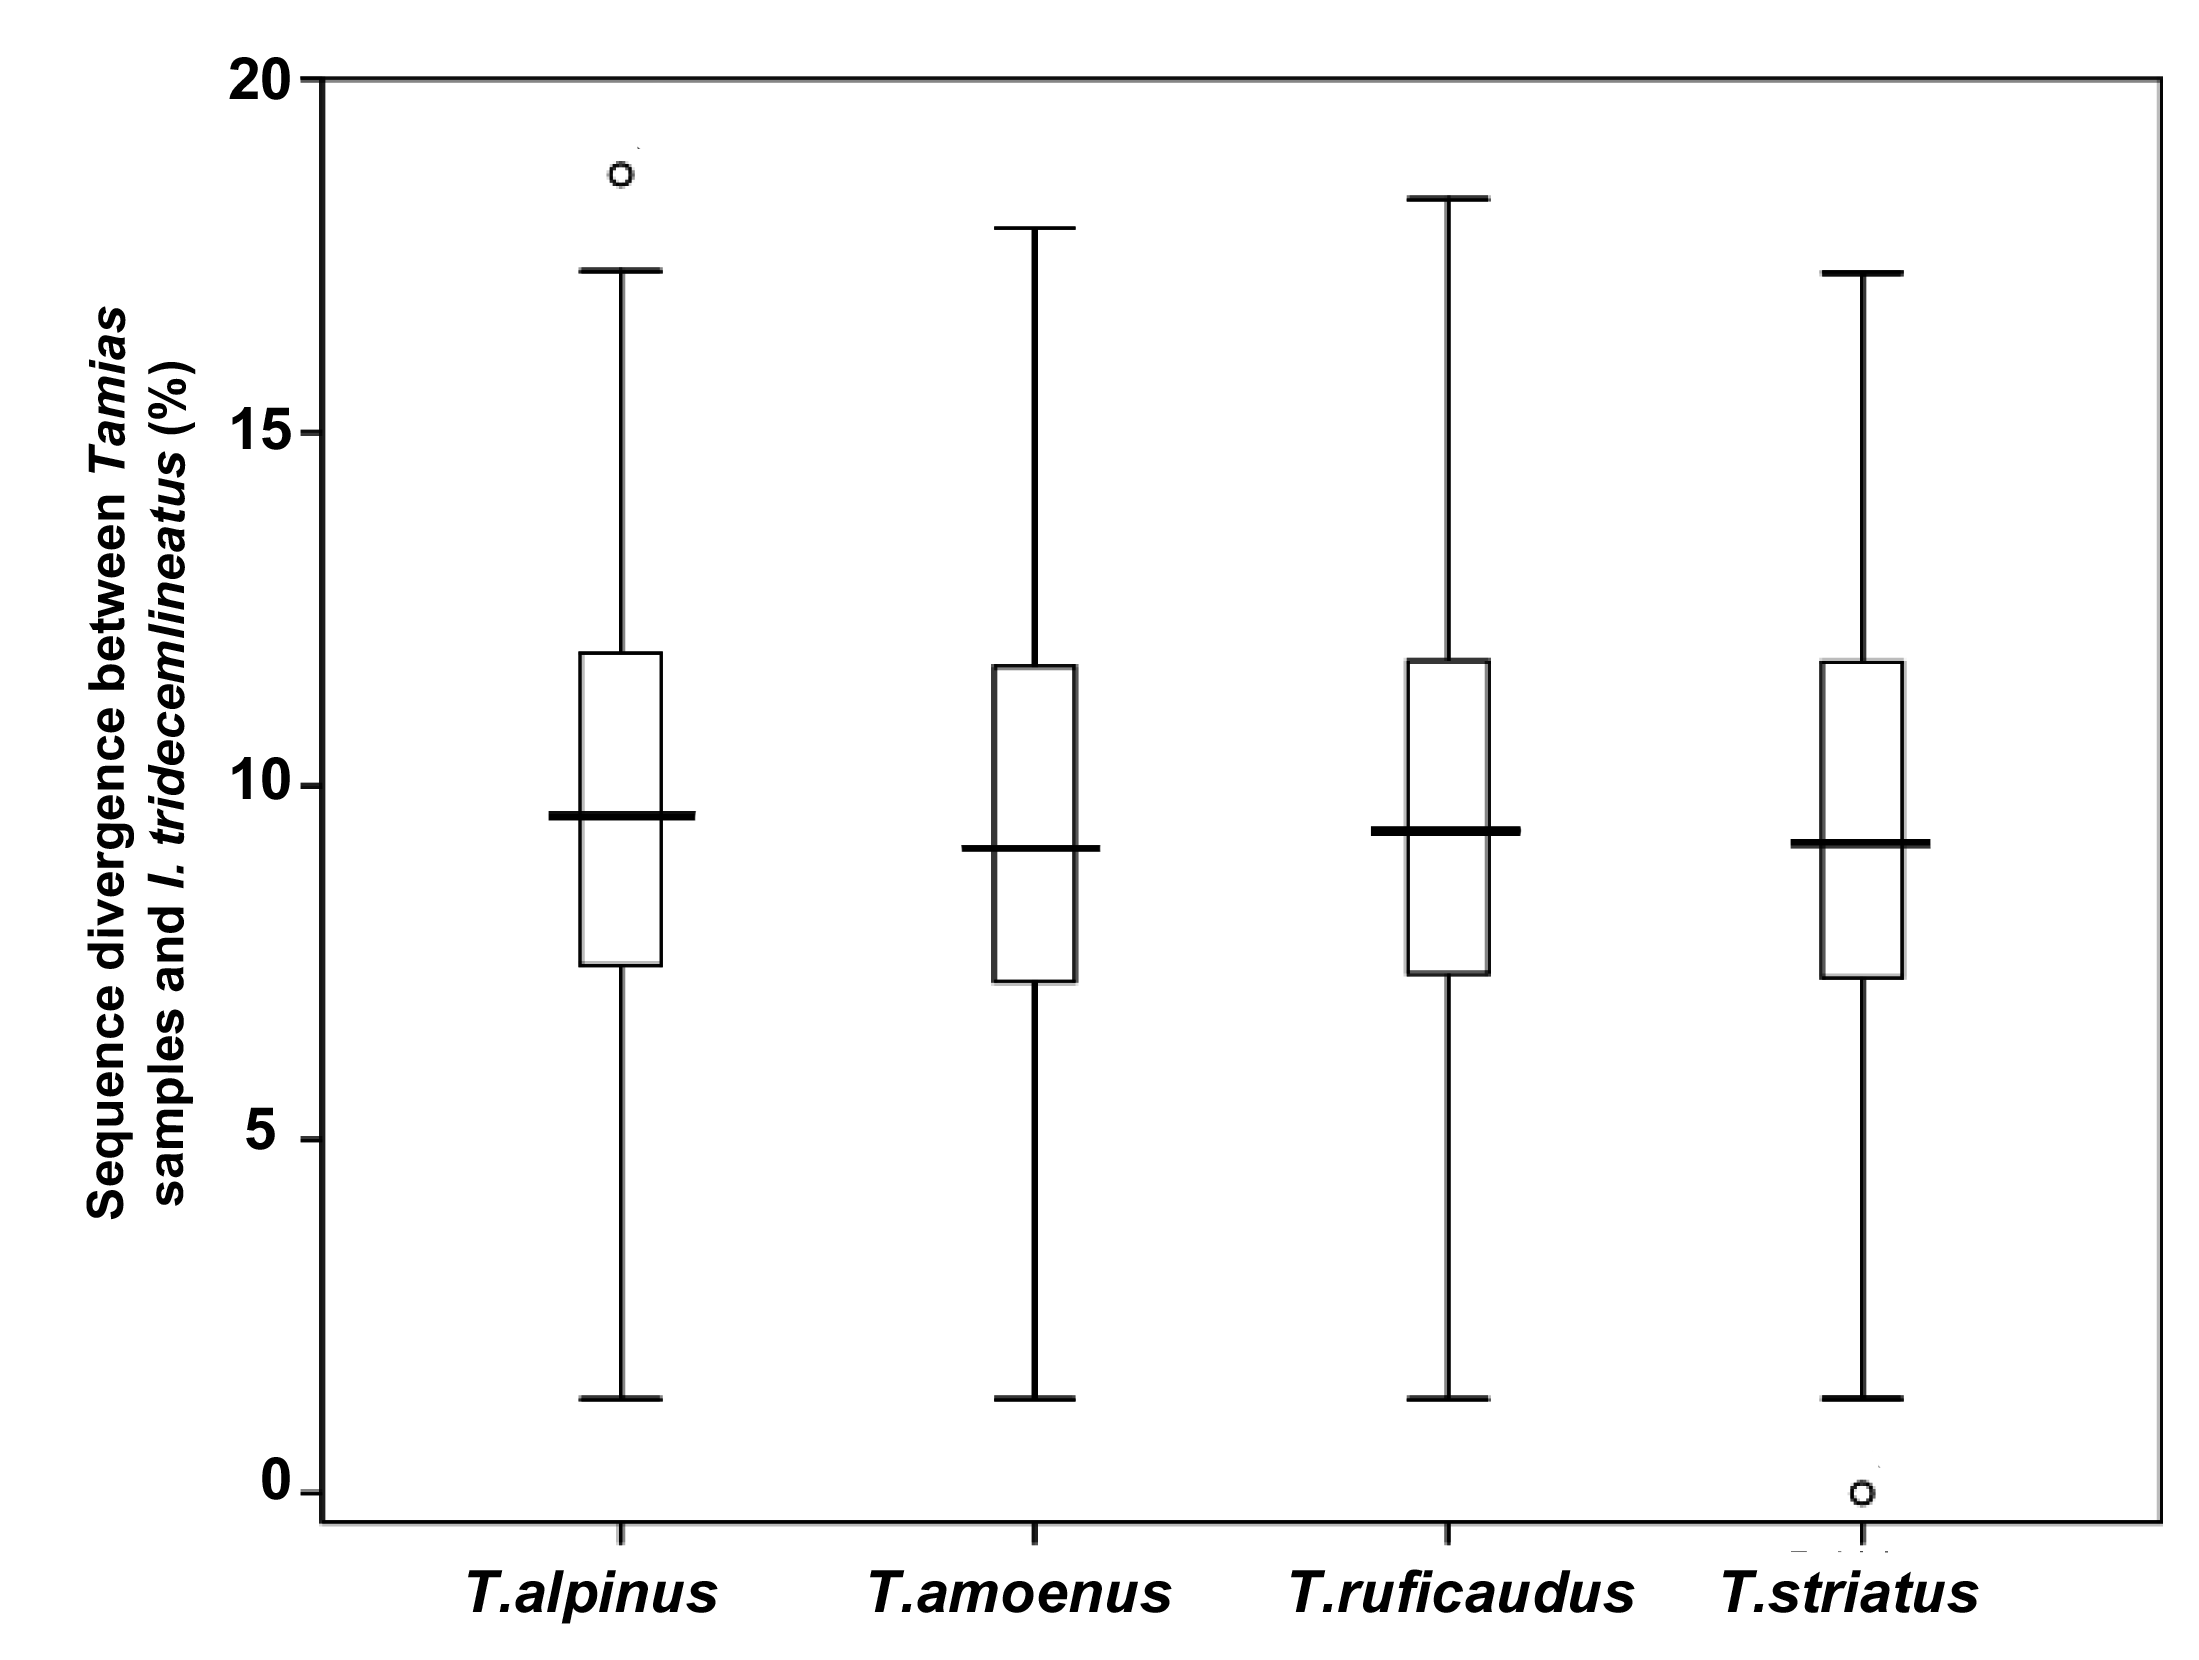 Sequence divergence between Tamias
samples and I. tridecemlineatus (%)
20
15
10
5
0
T.alpinus
T.amoenus
T.ruficaudus
T.striatus